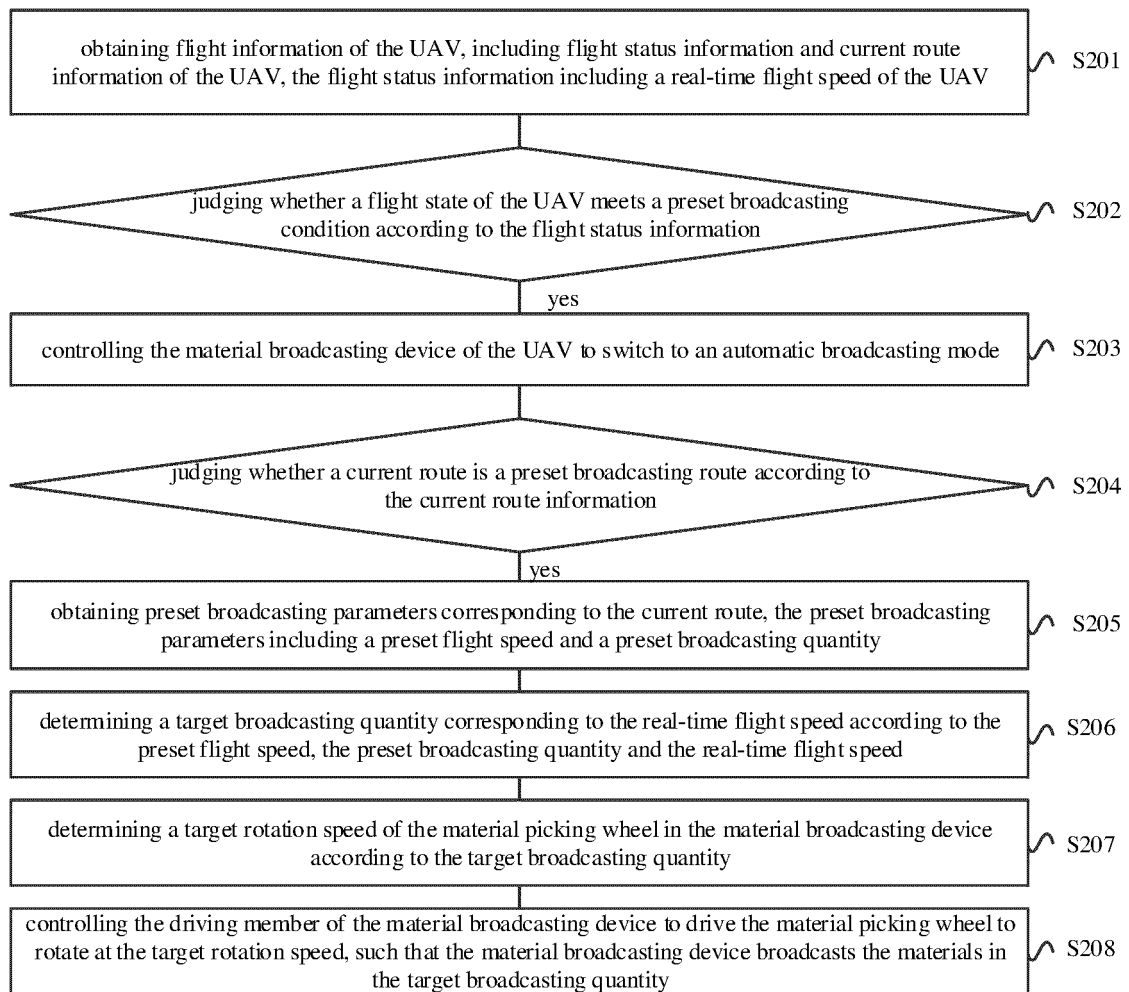 obtaining flight information of the UAV, including flight status information and current route
information of the UAV, the flight status information including a real-time flight speed of the UAV
S201
judging whether a flight state of the UAV meets a preset broadcasting
condition according to the flight status information
S202
yes
controlling the material broadcasting device of the UAV to switch to an automatic broadcasting mode
S203
judging whether a current route is a preset broadcasting route according to
the current route information
S204
yes
obtaining preset broadcasting parameters corresponding to the current route, the preset broadcasting
parameters including a preset flight speed and a preset broadcasting quantity
S205
determining a target broadcasting quantity corresponding to the real-time flight speed according to the
preset flight speed, the preset broadcasting quantity and the real-time flight speed
S206
determining a target rotation speed of the material picking wheel in the material broadcasting device
according to the target broadcasting quantity
S207
controlling the driving member of the material broadcasting device to drive the material picking wheel to
rotate at the target rotation speed, such that the material broadcasting device broadcasts the materials in
the target broadcasting quantity
S208